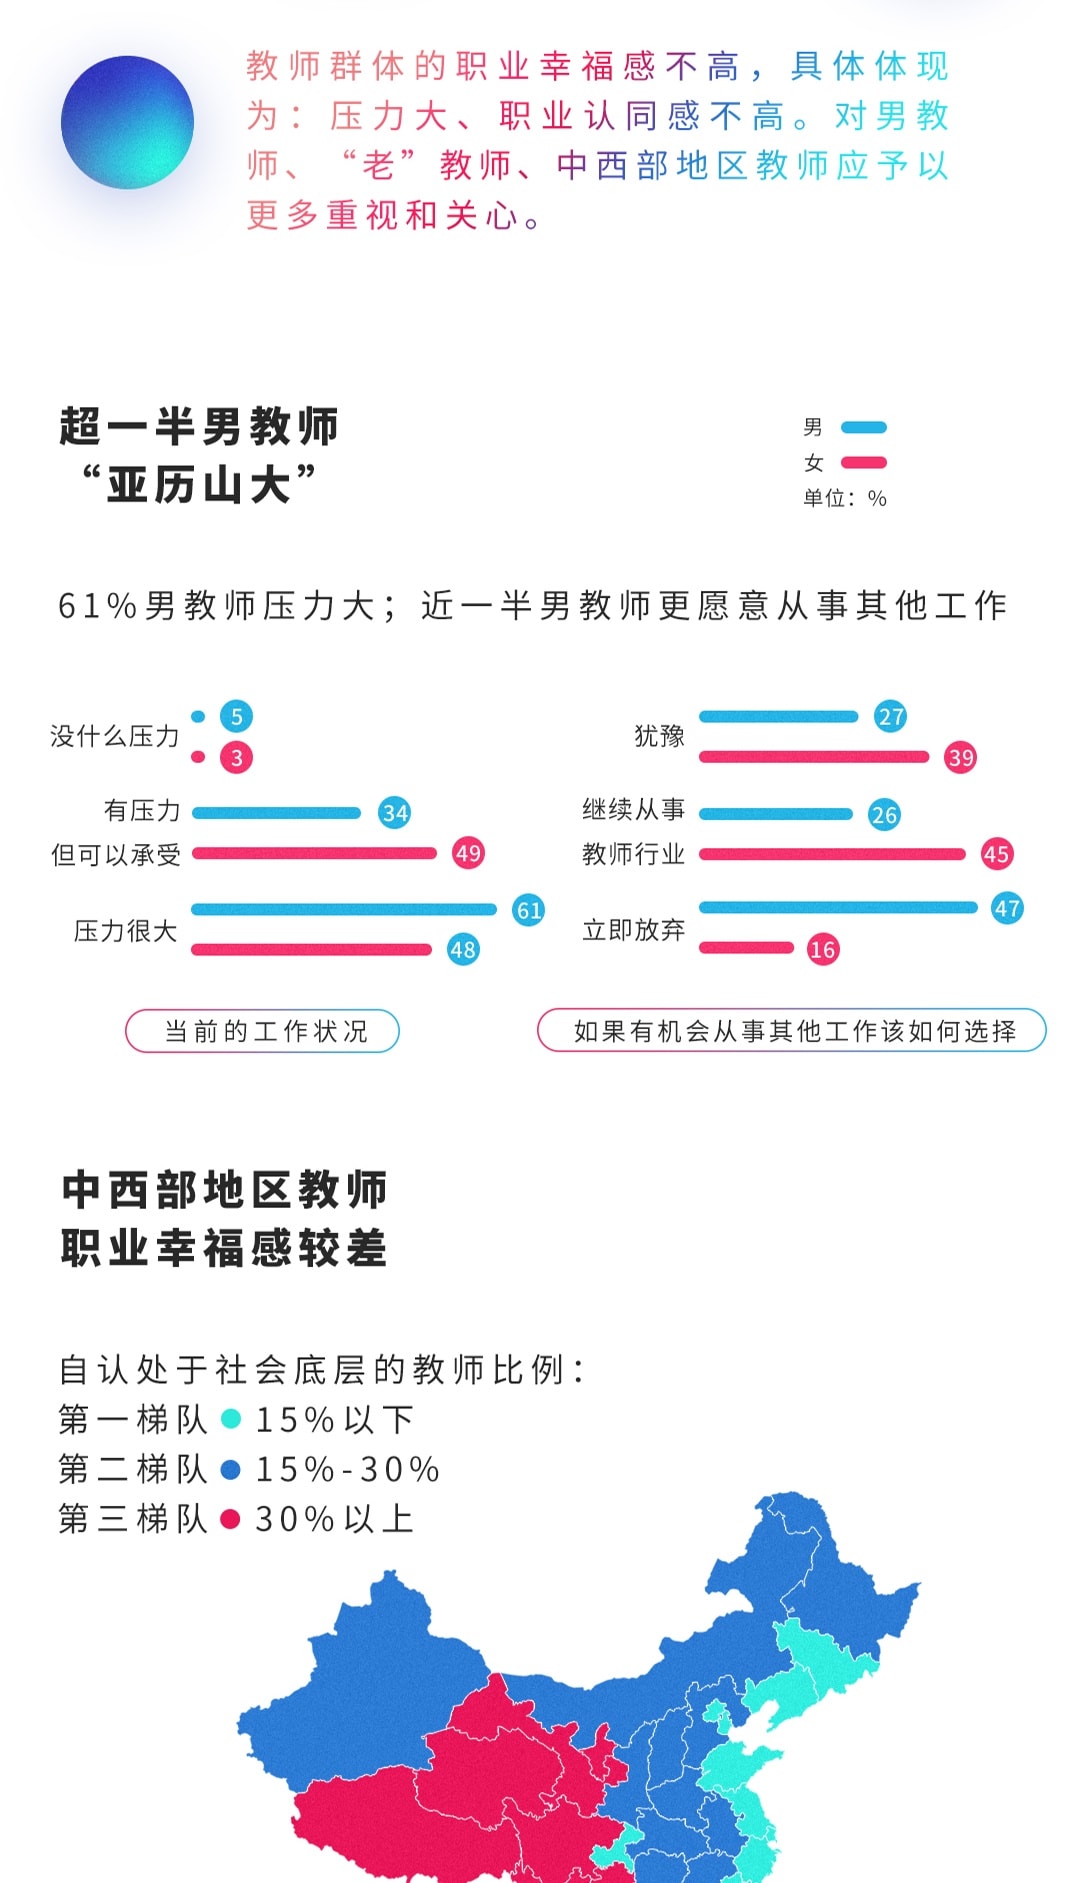 教师群体的职业幸福感不高，具体体现
为：压力大、职业认同感不高。对男教
师、“老”教师、中西部地区教师应予以
更多重视和关心。
超一半男教师
“亚历山大”
男
女
单位：%
61%男教师压力大；近一半男教师更愿意从事其他工作
没什么压力
5
3
有压力
但可以承受
34
49
压力很大
61
48
当前的工作状况
犹豫
27
39
继续从事
教师行业
26
45
立即放弃
47
16
如果有机会从事其他工作该如何选择
中西部地区教师
职业幸福感较差
自认处于社会底层的教师比例：
第一梯队 15%以下
第二梯队 15%-30%
第三梯队 30%以上